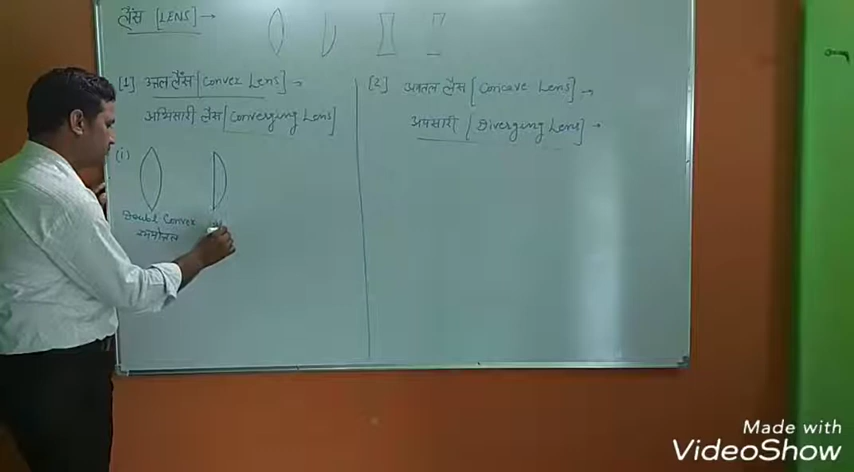 लैंस [LENS] →
[1] उत्तल लैंस [Convex Lens] →
अभिसारी लैंस [Converging Lens]
[2] अवतल लैंस [Concave Lens] →
अपसारी [Diverging Lens] →
(i)
Double Convex
Made with
VideoShow